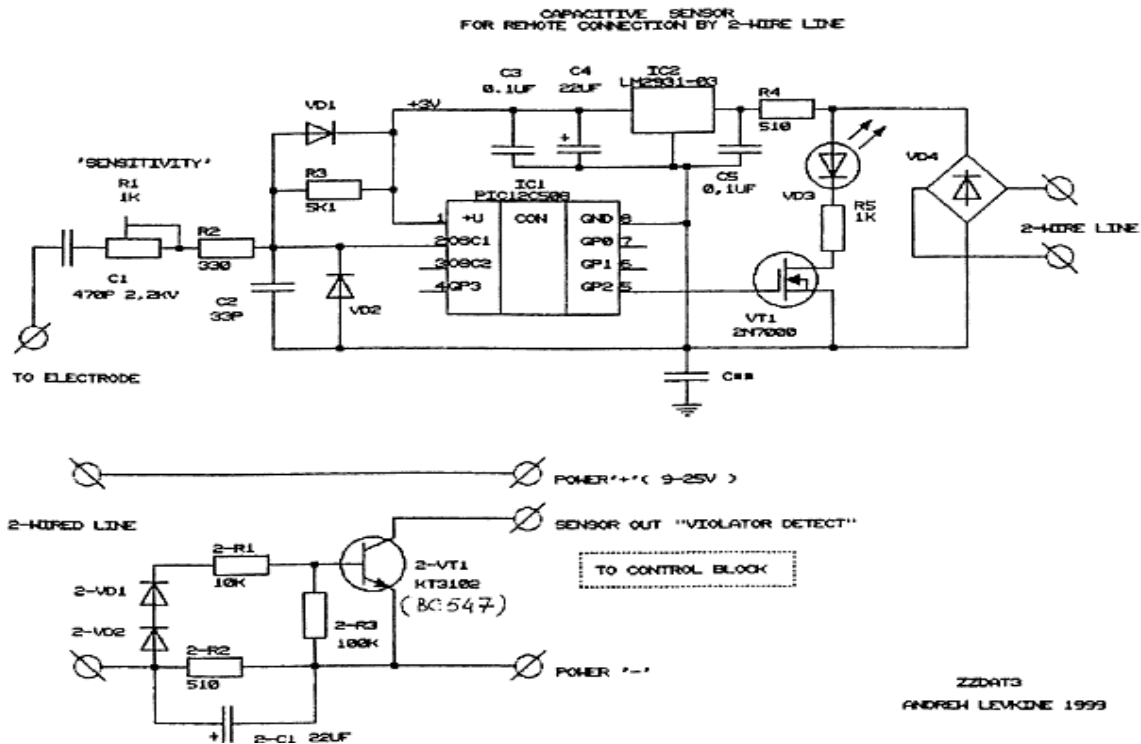 CAPACITIVE SENSOR
FOR REMOTE CONNECTION BY 2-WIRE LINE
C3
0.1UF
C4
22UF
IC2
LM2931-03
R4
510
VD1
+3V
+
'SENSITIVITY'
R1
1K
R3
5K1
C5
0,1UF
VD3
VD4
R5
1K
IC1
PIC12C508
1 +U CON GND 8
2 OSC1 GP0 7
3 OSC2 GP1 6
4 GP3 GP2 5
2-WIRE LINE
R2
330
C1
470P 2,2KV
C2
33P
VD2
VT1
2N7000
TO ELECTRODE
C**
POWER'+'( 9-25V )
2-WIRED LINE
SENSOR OUT "VIOLATOR DETECT"
2-R1
10K
2-VT1
KT3102
(BC547)
TO CONTROL BLOCK
2-VD1
2-VD2
2-R3
100K
2-R2
510
POWER '-'
+
2-C1 22UF
ZZDAT3
ANDREW LEVKINE 1999